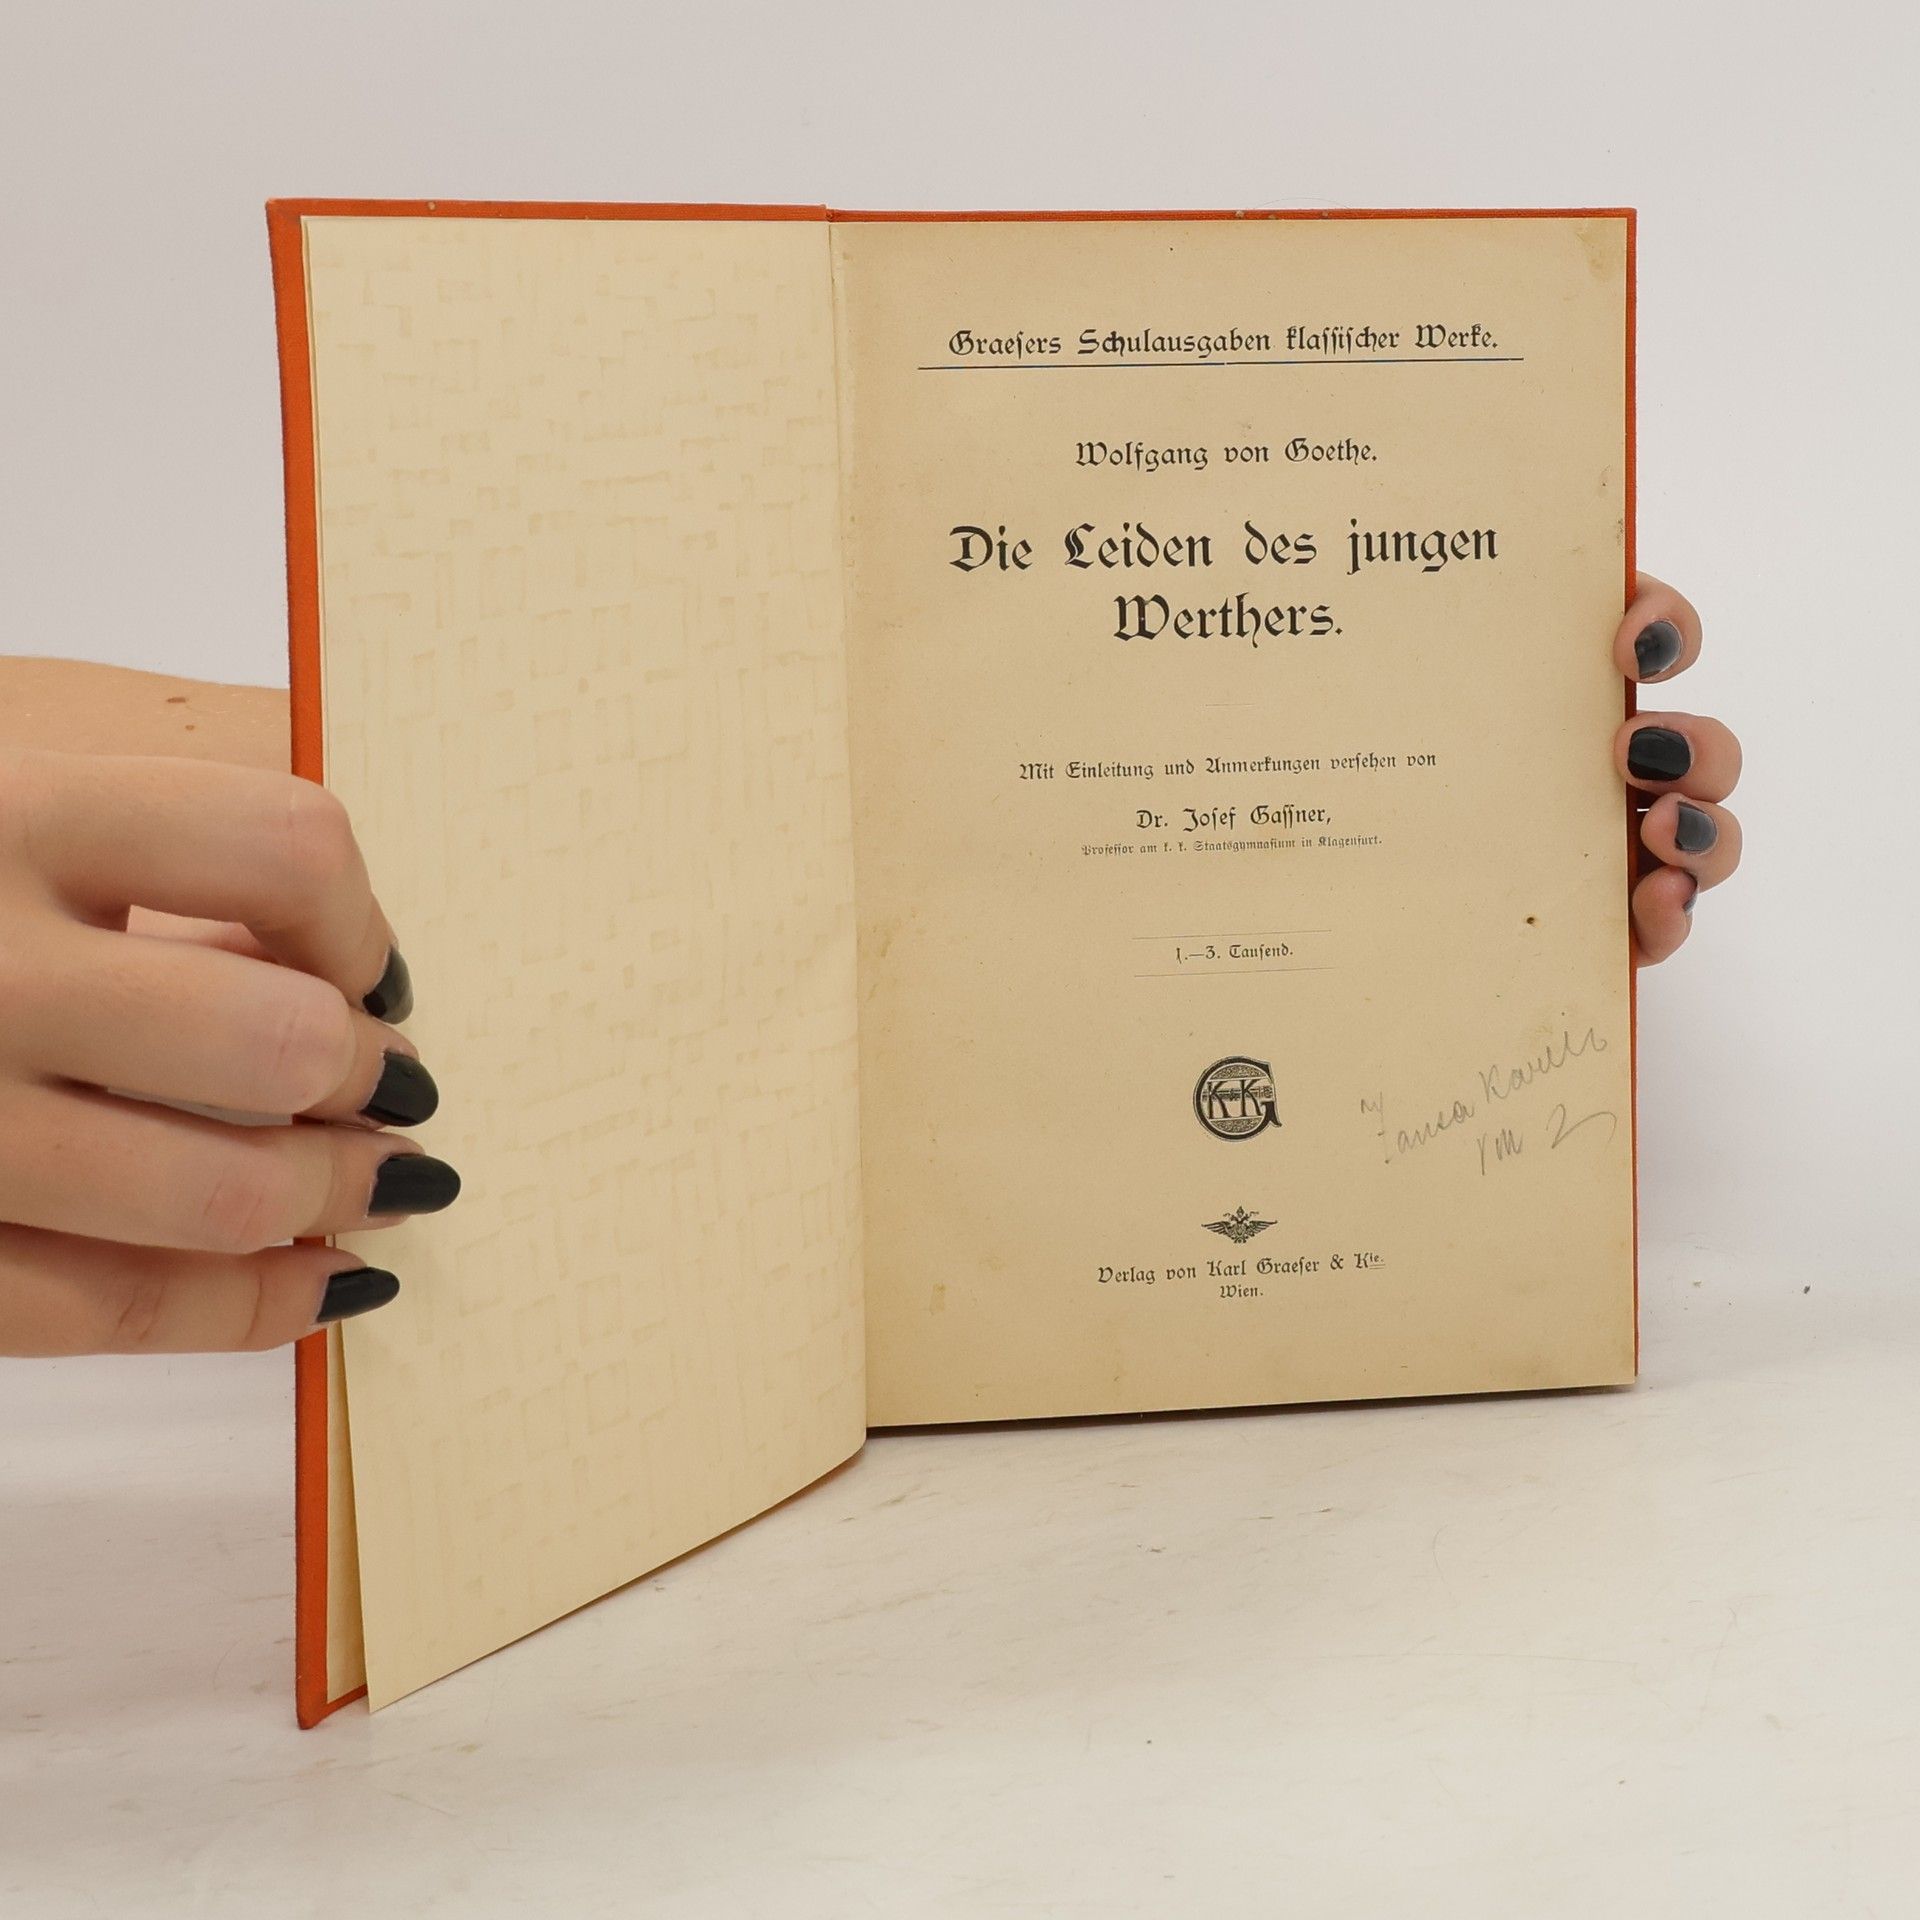 Graesers Schulausgaben klassischer Werke.
Wolfgang von Goethe.
Die Leiden des jungen
Werthers.
Mit Einleitung und Anmerkungen versehen von
Dr. Josef Gassner,
Professor am k. k. Staatsgymnasium in Klagenfurt.
1.—3. Tausend.
K & K G
Verlag von Karl Graeser & Kie.
Wien.